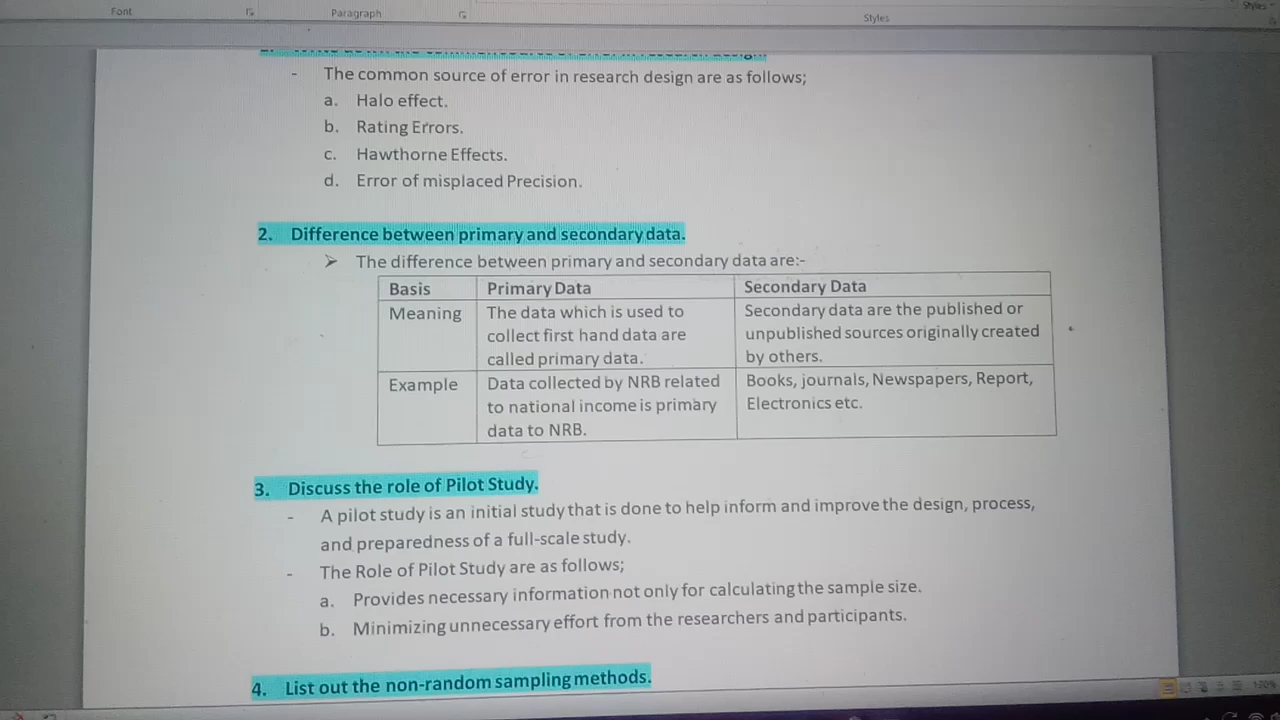 Font
Paragraph
Styles
Styles
- The common source of error in research design are as follows;
a. Halo effect.
b. Rating Errors.
c. Hawthorne Effects.
d. Error of misplaced Precision.
2. Difference between primary and secondary data.
➤ The difference between primary and secondary data are:-
Basis Primary Data Secondary Data
Meaning The data which is used to Secondary data are the published or
collect first hand data are unpublished sources originally created
called primary data. by others.
Example Data collected by NRB related Books, journals, Newspapers, Report,
to national income is primary Electronics etc.
data to NRB.
3. Discuss the role of Pilot Study.
- A pilot study is an initial study that is done to help inform and improve the design, process,
and preparedness of a full-scale study.
- The Role of Pilot Study are as follows;
a. Provides necessary information not only for calculating the sample size.
b. Minimizing unnecessary effort from the researchers and participants.
4. List out the non-random sampling methods.